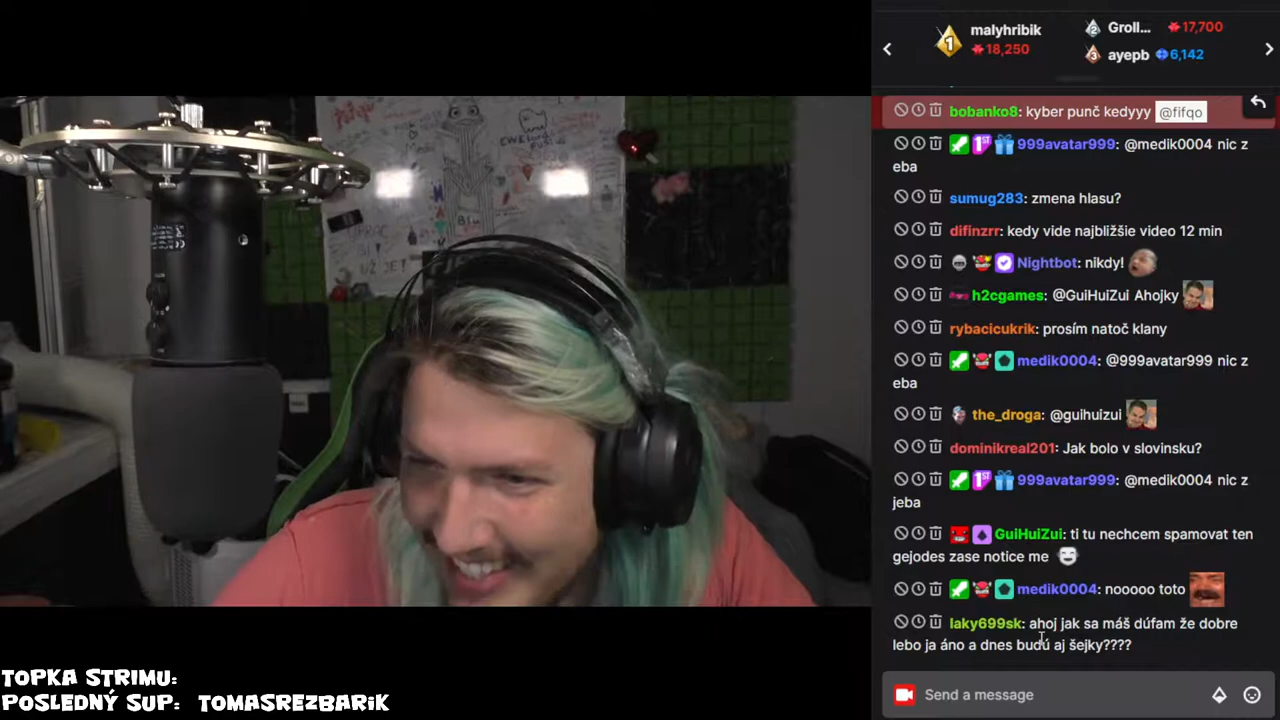 malyhribik
18,250
Groll...
17,700
ayepb
6,142
bobanko8: kyber punč kedyyy @fifqo
999avatar999: @medik0004 nic z
eba
sumug283: zmena hlasu?
difinzrr: kedy vide najbližšie video 12 min
Nightbot: nikdy!
h2cgames: @GuiHuiZui Ahojky
rybacicukrik: prosím natoč klany
medik0004: @999avatar999 nic z
eba
the_droga: @guihuizui
dominikreal201: Jak bolo v slovinsku?
999avatar999: @medik0004 nic z
jeba
GuiHuiZui: ti tu nechcem spamovat ten
gejodes zase notice me
medik0004: nooooo toto
laky699sk: ahoj jak sa máš dúfam že dobre
lebo ja áno a dnes budú aj šejky????
Send a message
TOPKA STRIMU:
POSLEDNÝ SUP: TOMASREZBARIK